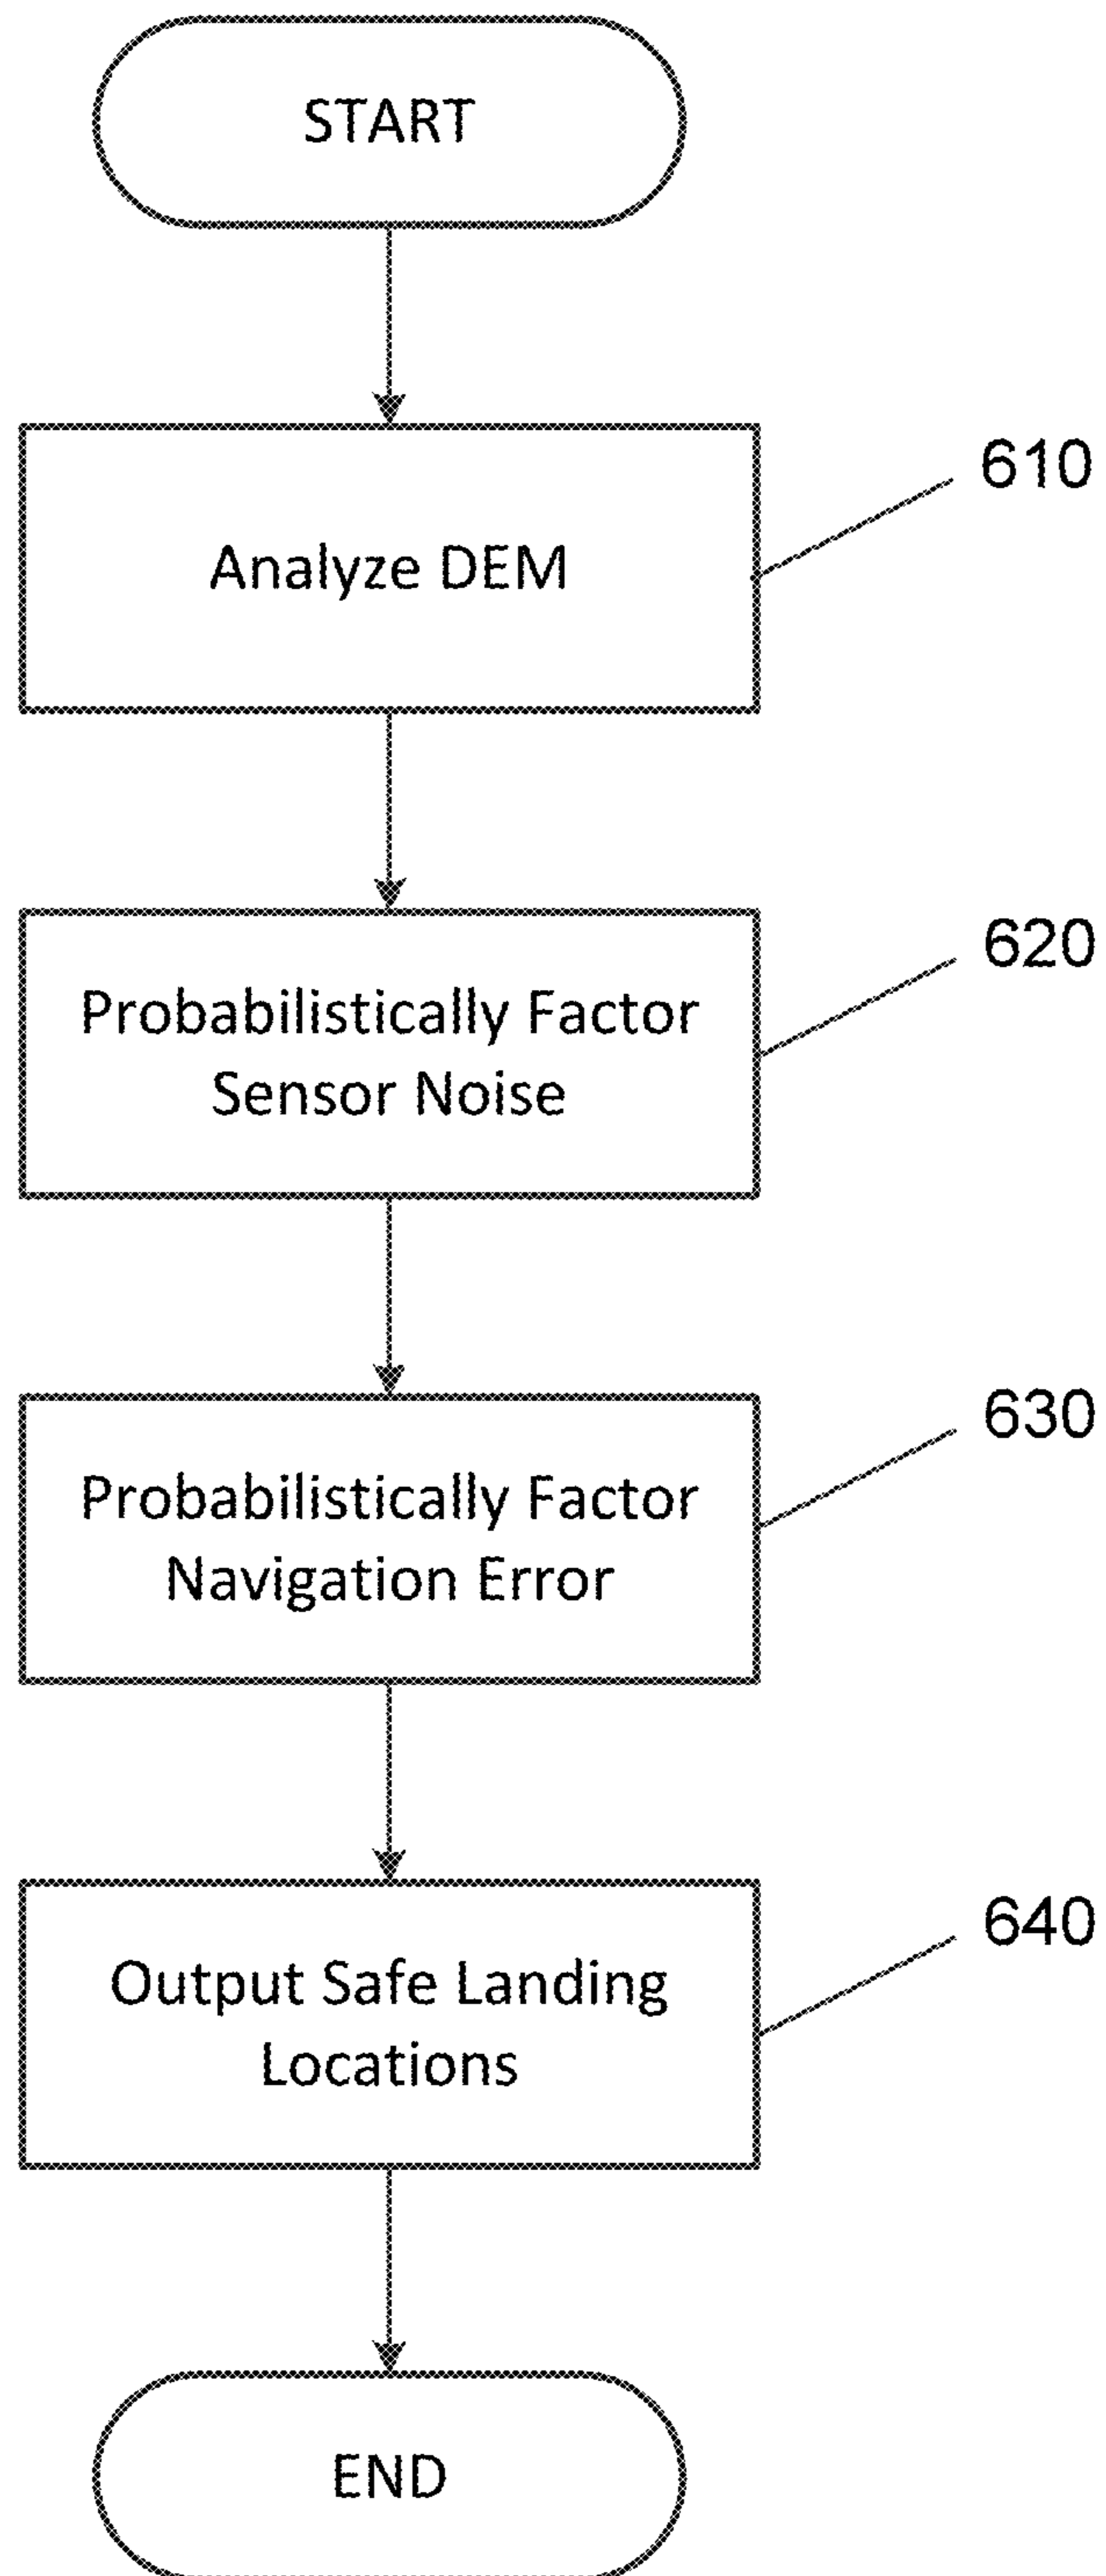 START
610
Analyze DEM
620
Probabilistically Factor
Sensor Noise
630
Probabilistically Factor
Navigation Error
640
Output Safe Landing
Locations
END